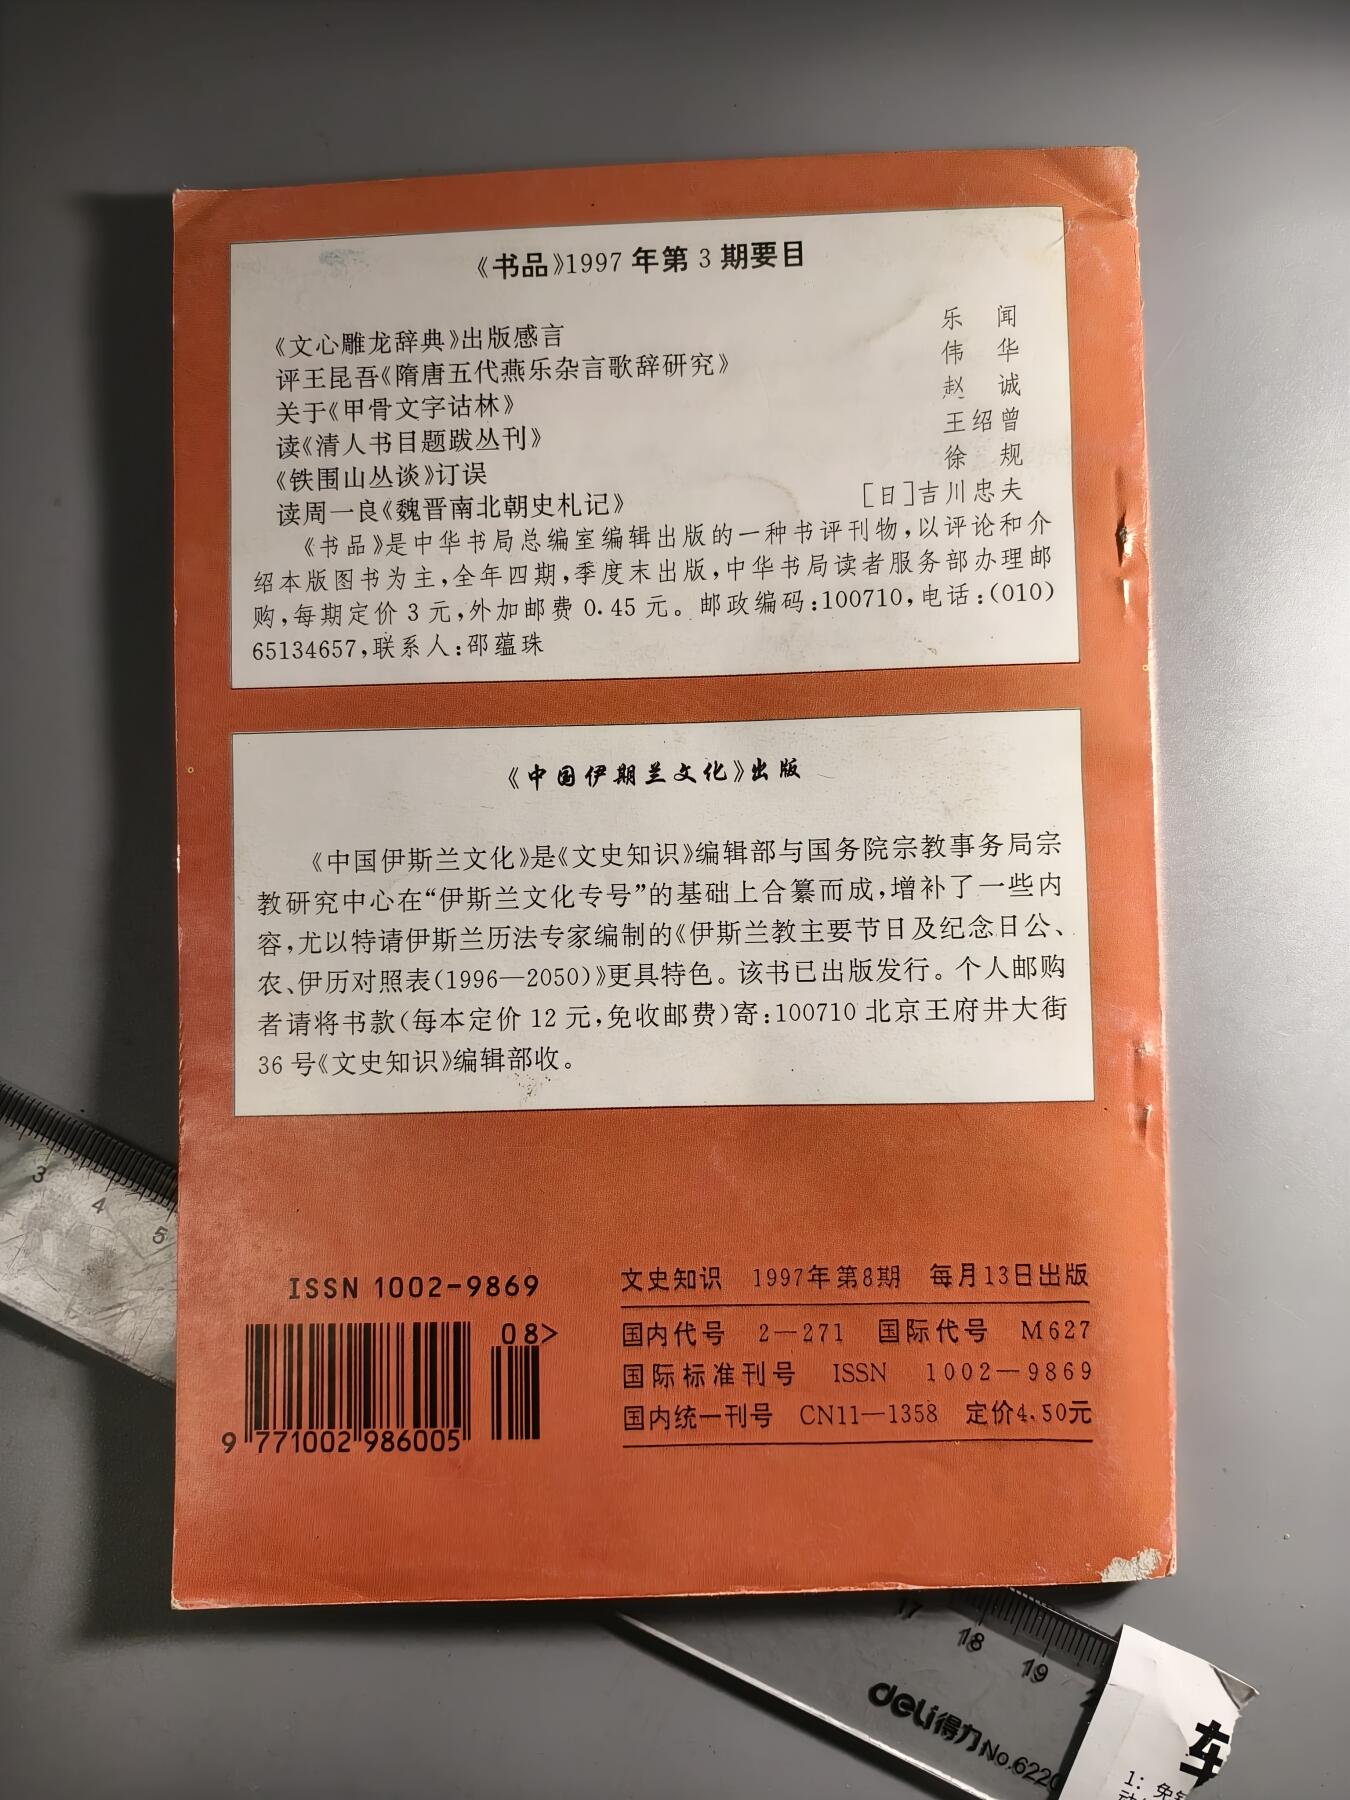 《书品》1997年第3期要目
《文心雕龙辞典》出版感言 乐闻
评王昆吾《隋唐五代燕乐杂言歌辞研究》 伟华
关于《甲骨文字诂林》 赵诚
读《清人书目题跋丛刊》 王绍曾
《铁围山丛谈》订误 徐规
读周一良《魏晋南北朝史札记》 [日]吉川忠夫
《书品》是中华书局总编室编辑出版的一种书评刊物,以评论和介
绍本版图书为主,全年四期,季度末出版,中华书局读者服务部办理邮
购,每期定价3元,外加邮费0.45元。邮政编码:100710,电话:(010)
65134657,联系人:邵蕴珠
《中国伊期兰文化》出版
《中国伊斯兰文化》是《文史知识》编辑部与国务院宗教事务局宗
教研究中心在“伊斯兰文化专号”的基础上合纂而成,增补了一些内
容,尤以特请伊斯兰历法专家编制的《伊斯兰教主要节日及纪念日公、
农、伊历对照表(1996—2050)》更具特色。该书已出版发行。个人邮购
者请将书款(每本定价12元,免收邮费)寄:100710北京王府井大街
36号《文史知识》编辑部收。
ISSN 1002-9869
08>
9 771002 986005
文史知识 1997年第8期 每月13日出版
国内代号 2—271 国际代号 M627
国际标准刊号 ISSN 1002—9869
国内统一刊号 CN11—1358 定价4.50元
3 4 5
17 18 19
deli得力 No.6220
车
1: 免